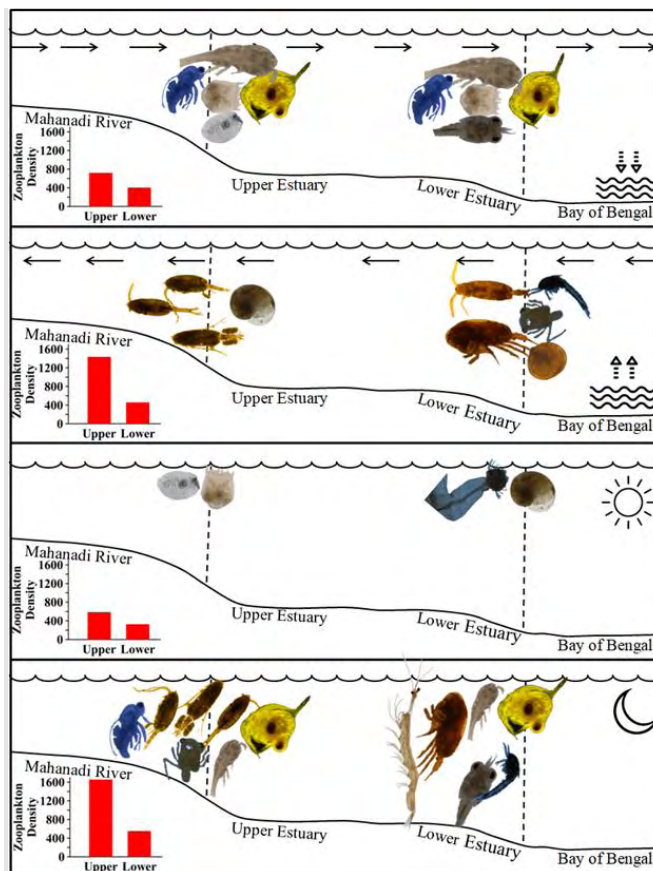 Mahanadi River
Zooplankton
Density
1600
1200
800
400
0
Upper Lower
Upper Estuary
Lower Estuary
Bay of Bengal
Mahanadi River
Zooplankton
Density
1600
1200
800
400
0
Upper Lower
Upper Estuary
Lower Estuary
Bay of Bengal
Mahanadi River
Zooplankton
Density
1600
1200
800
400
0
Upper Lower
Upper Estuary
Lower Estuary
Bay of Bengal
Mahanadi River
Zooplankton
Density
1600
1200
800
400
0
Upper Lower
Upper Estuary
Lower Estuary
Bay of Bengal